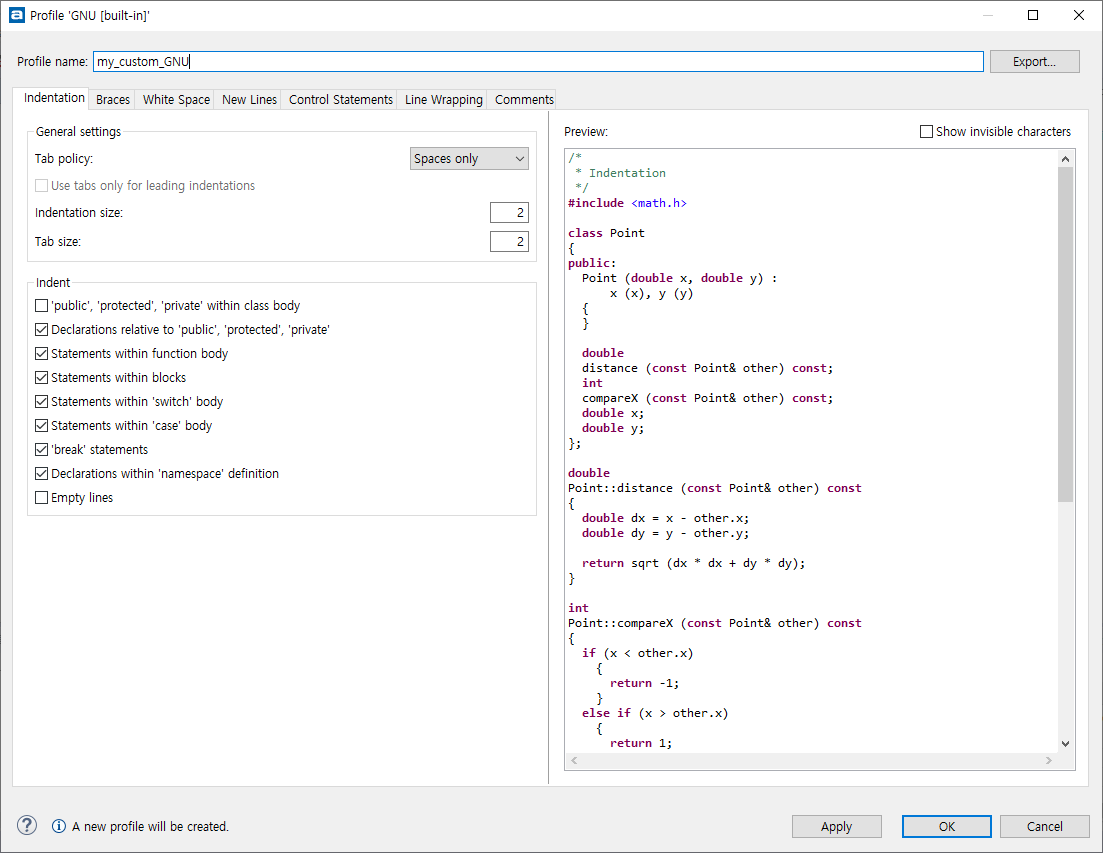 Profile 'GNU [built-in]'
Profile name: my_custom_GNU Export...
Indentation Braces White Space New Lines Control Statements Line Wrapping Comments
General settings
Tab policy: Spaces only
Use tabs only for leading indentations
Indentation size: 2
Tab size: 2
Indent
'public', 'protected', 'private' within class body
Declarations relative to 'public', 'protected', 'private'
Statements within function body
Statements within blocks
Statements within 'switch' body
Statements within 'case' body
'break' statements
Declarations within 'namespace' definition
Empty lines
Preview: Show invisible characters
/*
 * Indentation
 */
#include <math.h>

class Point
{
public:
  Point (double x, double y) :
      x (x), y (y)
  {
  }

  double
  distance (const Point& other) const;
  int
  compareX (const Point& other) const;
  double x;
  double y;
};

double
Point::distance (const Point& other) const
{
  double dx = x - other.x;
  double dy = y - other.y;

  return sqrt (dx * dx + dy * dy);
}

int
Point::compareX (const Point& other) const
{
  if (x < other.x)
    {
      return -1;
    }
  else if (x > other.x)
    {
      return 1;
A new profile will be created.
Apply OK Cancel